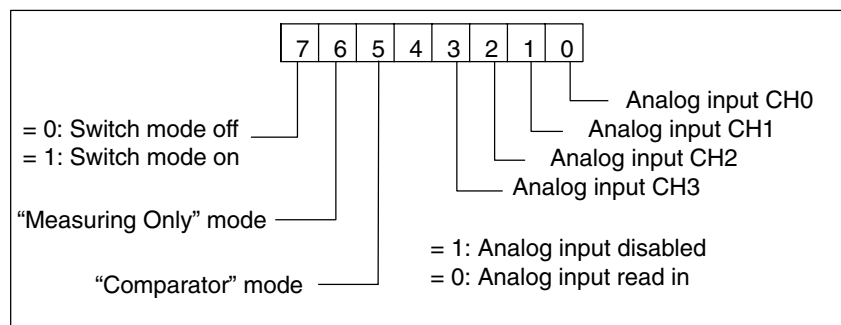 7 6 5 4 3 2 1 0
Analog input CH0
= 0: Switch mode off
Analog input CH1
= 1: Switch mode on
Analog input CH2
Analog input CH3
“Measuring Only” mode
= 1: Analog input disabled
= 0: Analog input read in
“Comparator” mode